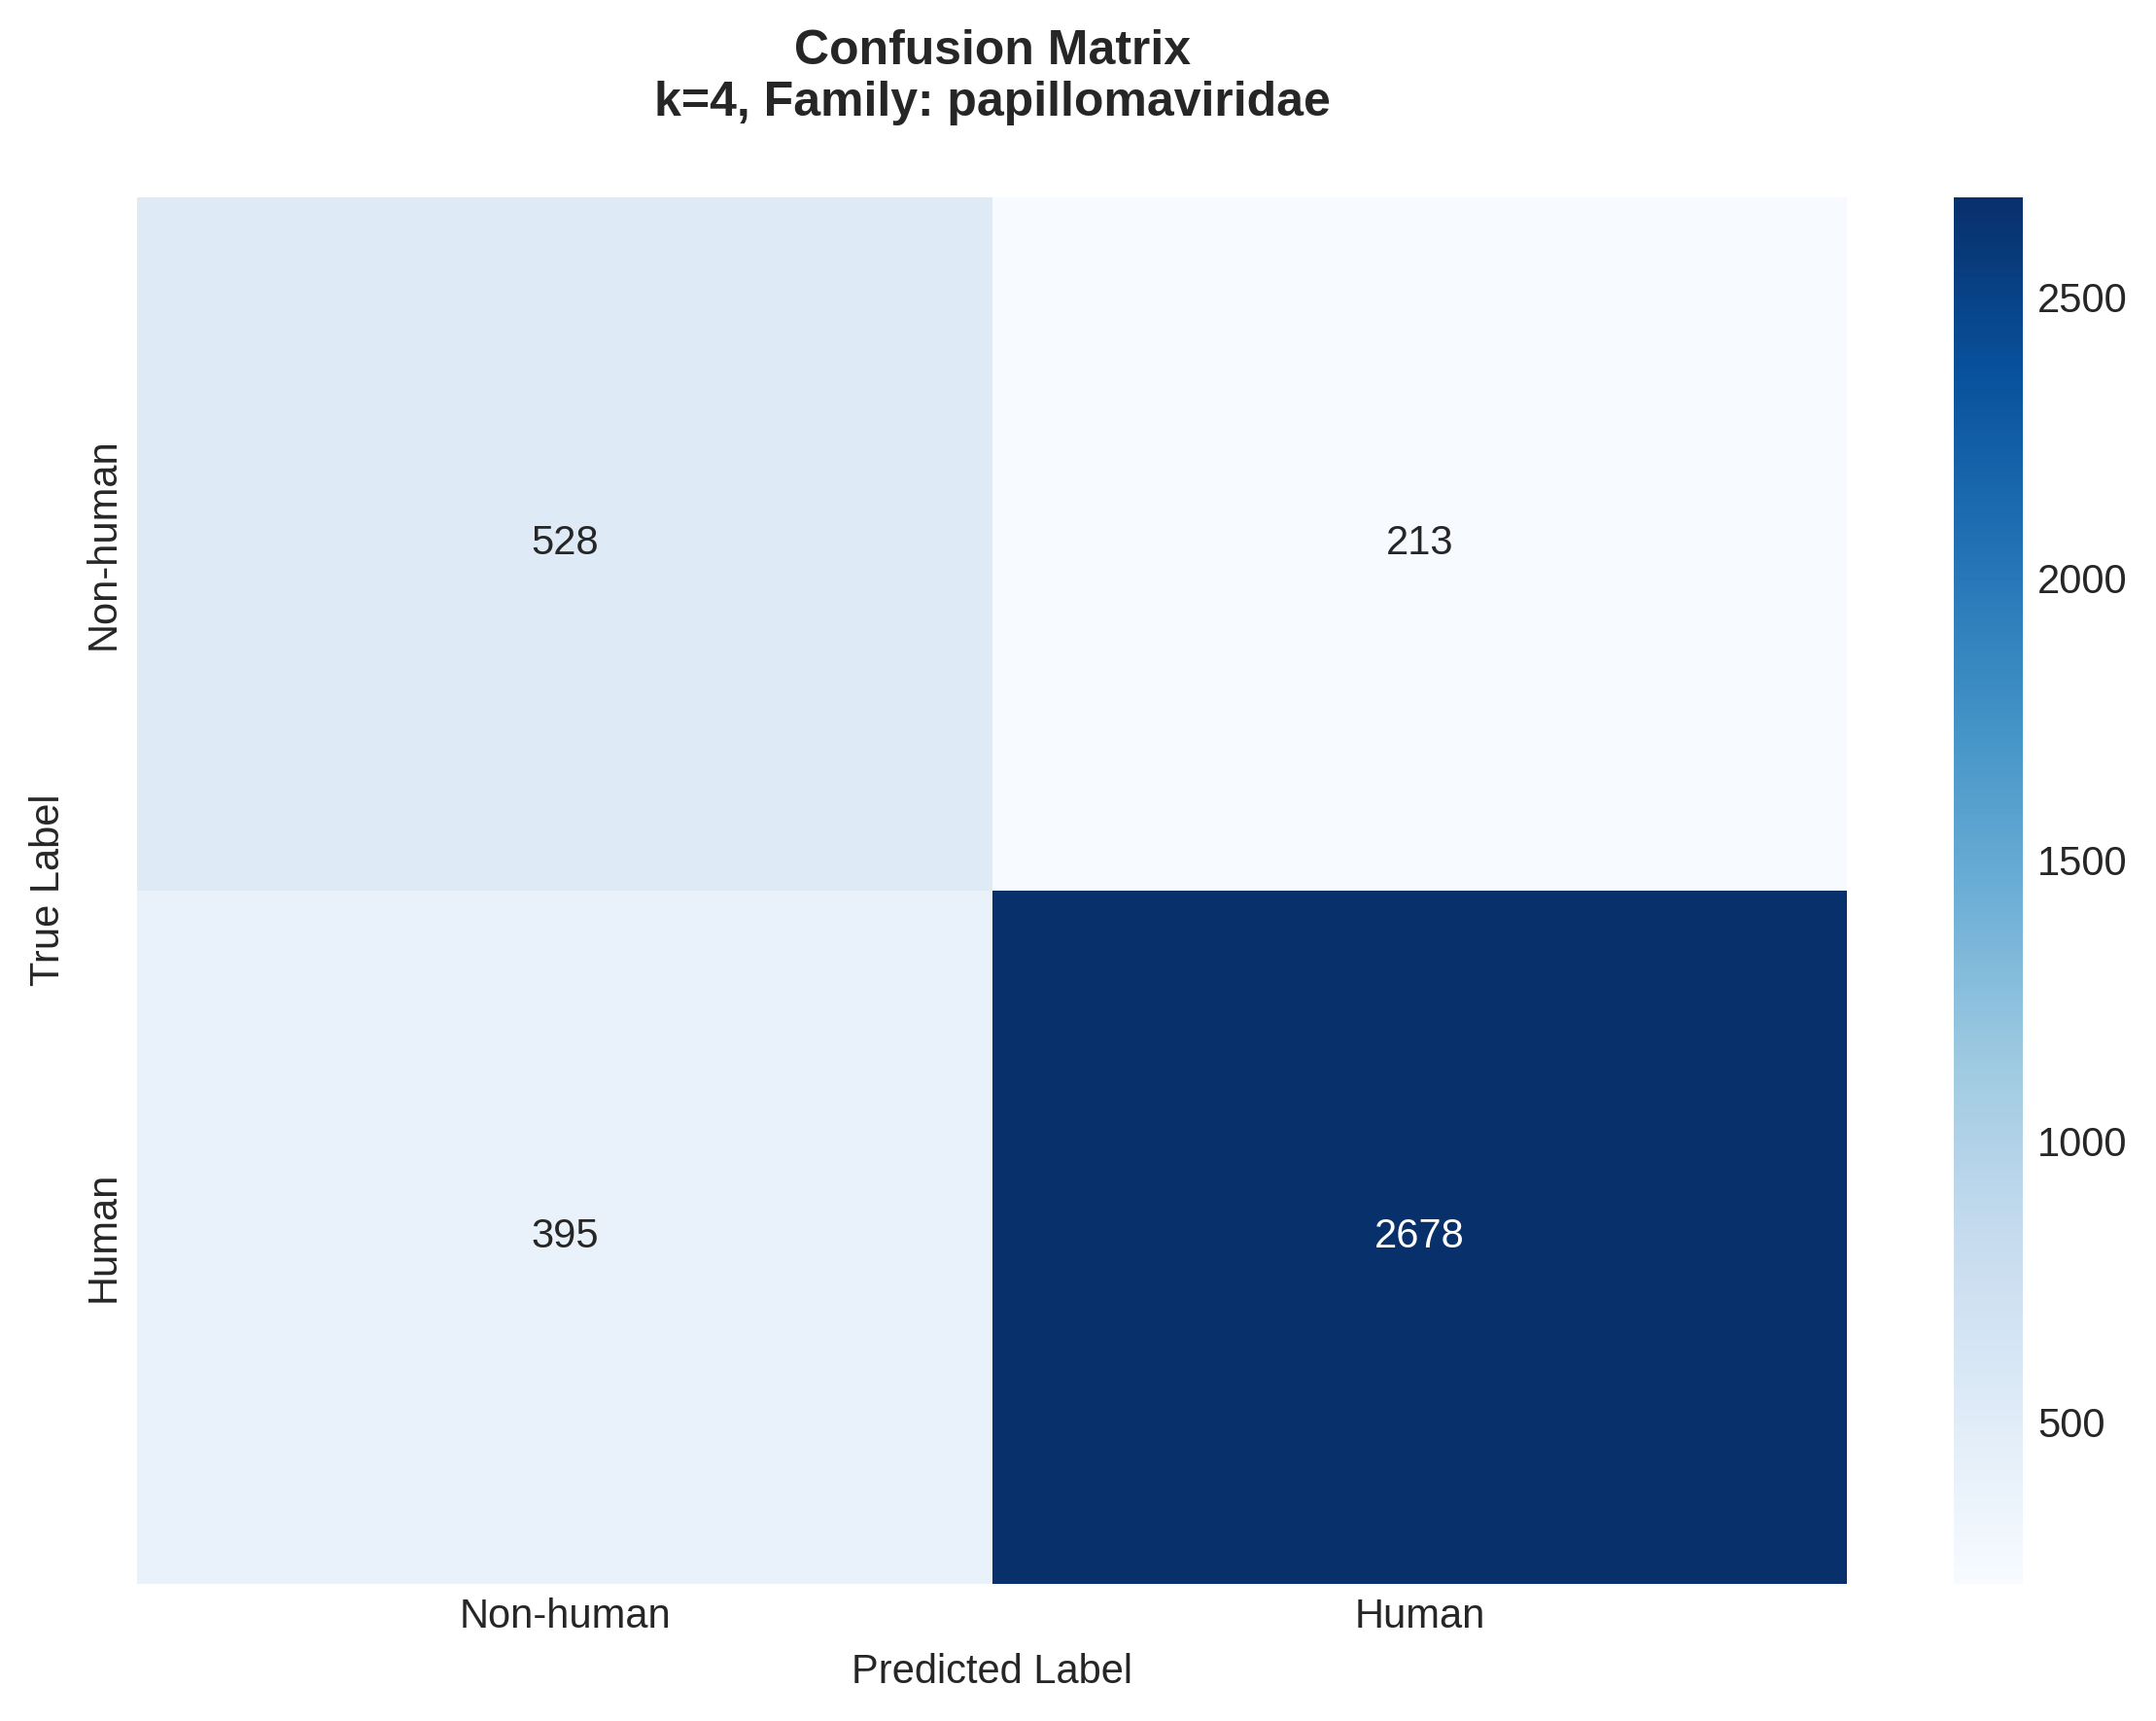 Confusion Matrix
k=4, Family: papillomaviridae
True Label
Non-human
528
213
Human
395
2678
Non-human
Human
Predicted Label
2500
2000
1500
1000
500